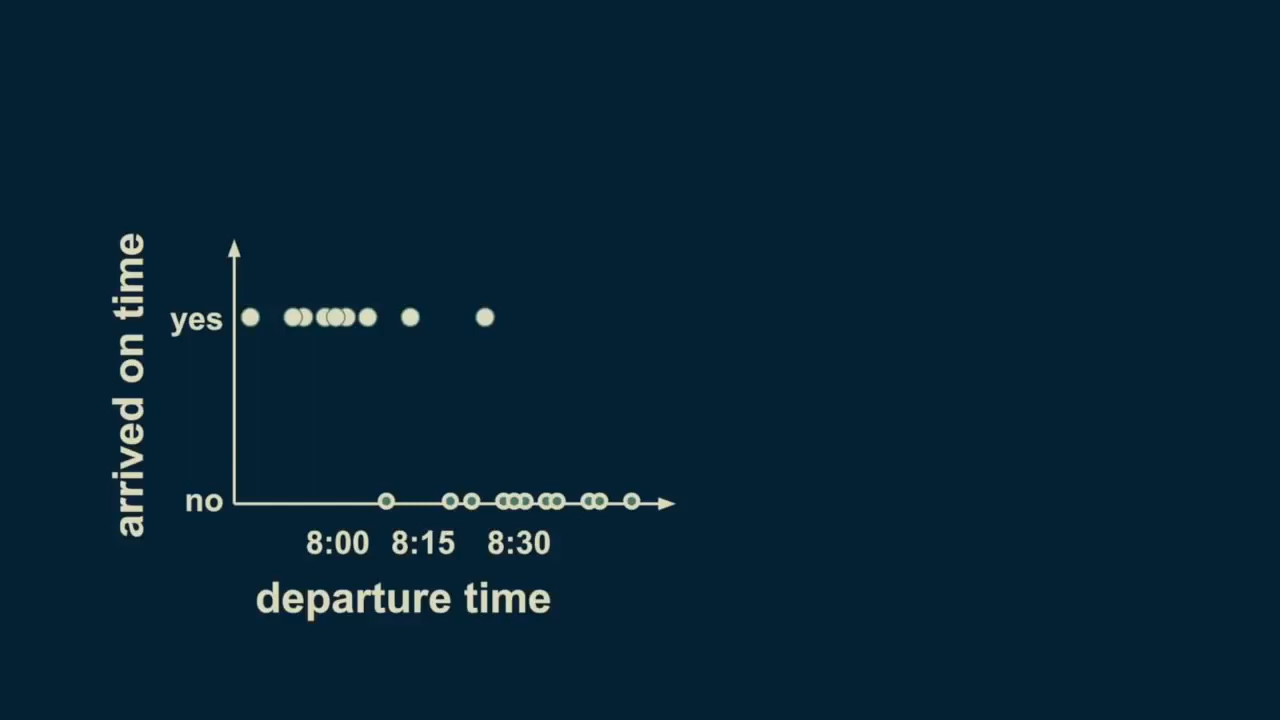 arrived on time
yes
no
8:00 8:15 8:30
departure time